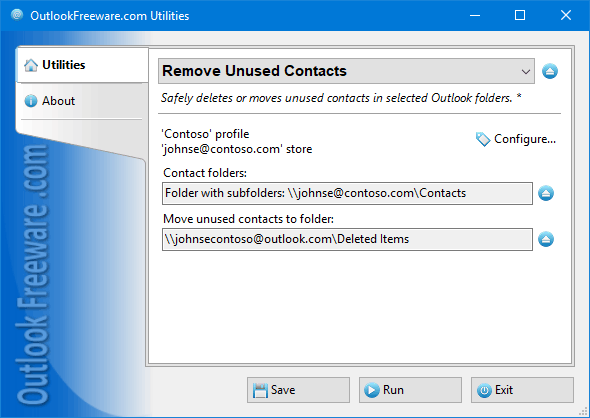 OutlookFreeware.com Utilities
Utilities
About
Remove Unused Contacts
Safely deletes or moves unused contacts in selected Outlook folders. *
'Contoso' profile
'johnse@contoso.com' store
Configure...
Contact folders:
Folder with subfolders: \\johnse@contoso.com\Contacts
Move unused contacts to folder:
\\johnsecontoso@outlook.com\Deleted Items
Outlook Freeware .com
Save
Run
Exit